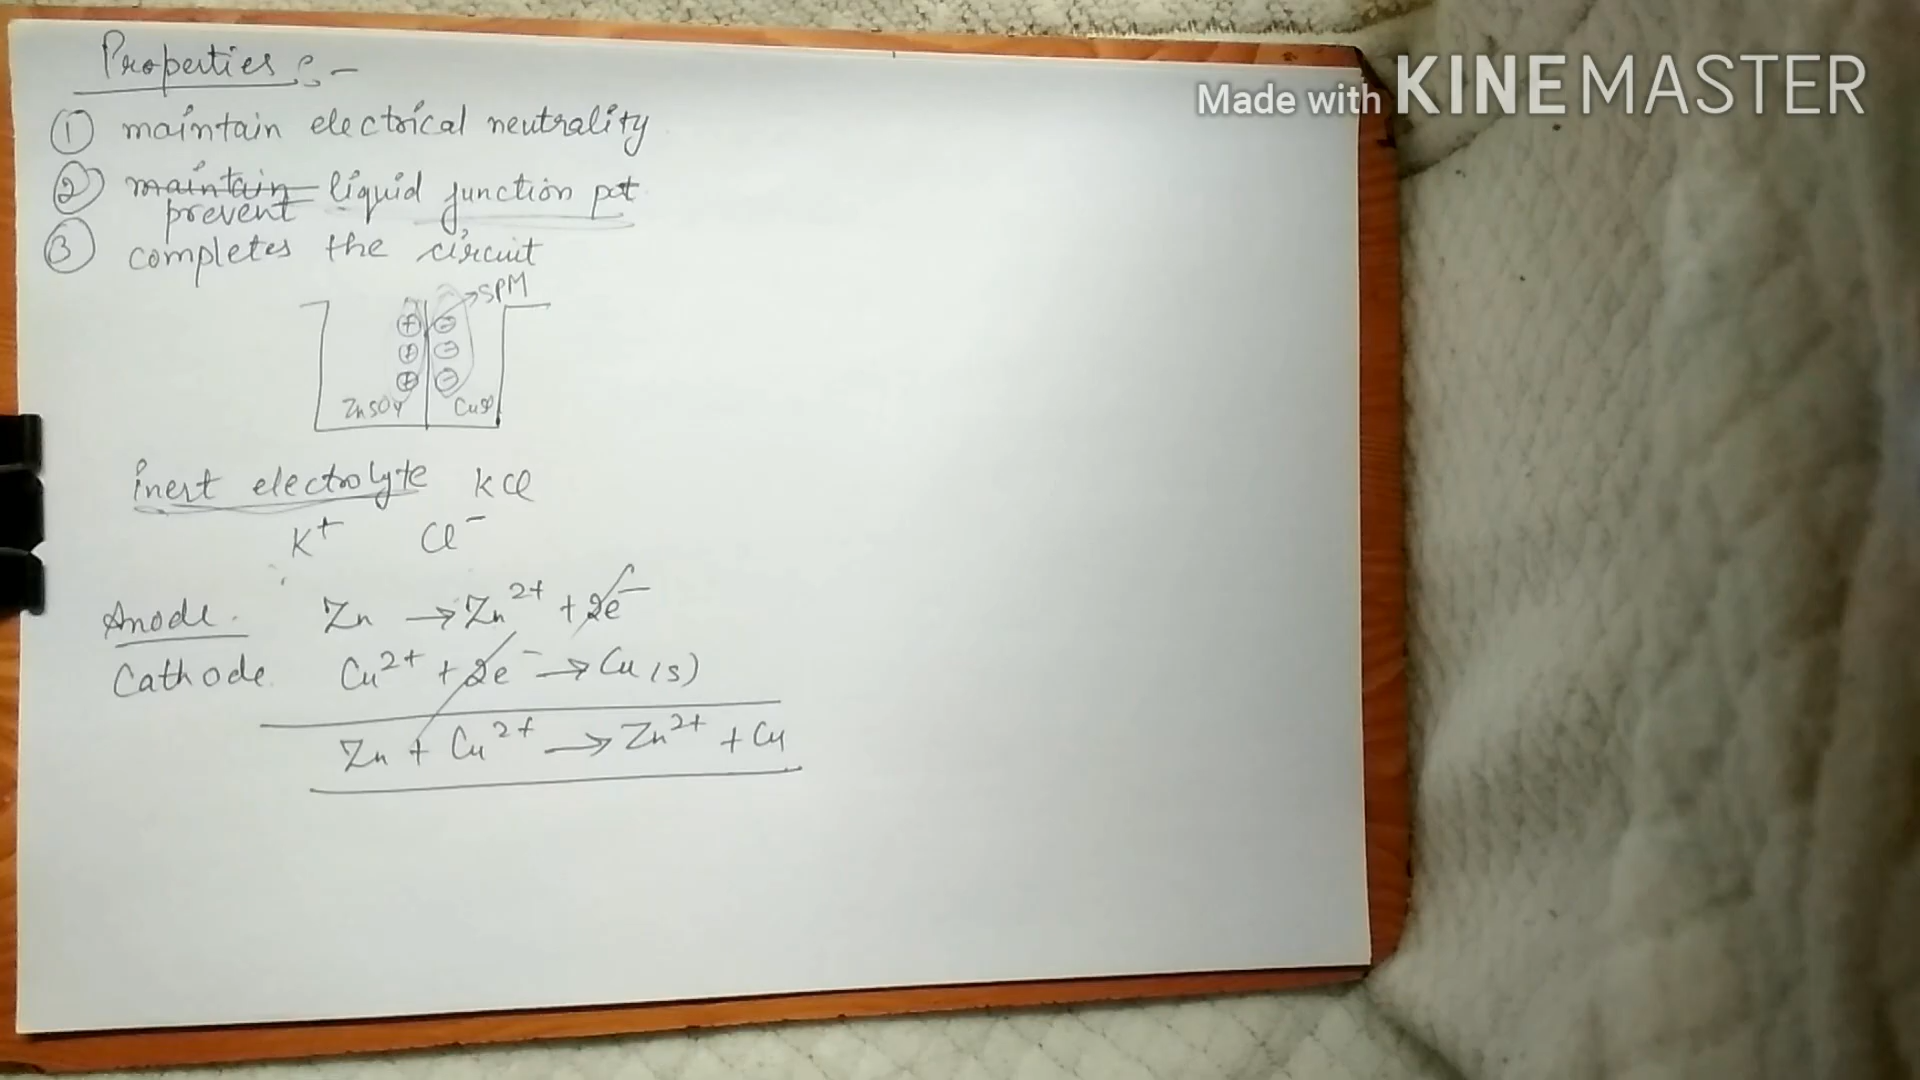 Properties :-
Made with KINEMASTER
① maintain electrical neutrality
② maintain liquid junction pot
prevent
③ completes the circuit
SPM
+ -
+ -
+ -
ZnSO4 CuSO
inert electrolyte KCl
K+ Cl-
Anode. Zn → Zn2+ + 2e-
Cathode Cu2+ + 2e- → Cu (s)
Zn + Cu2+ → Zn2+ + Cu